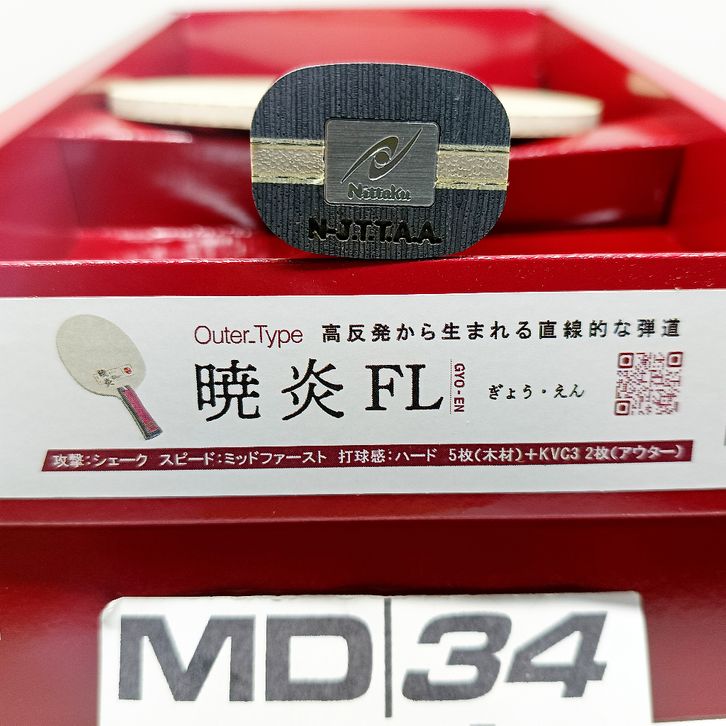 Nittaku
N-J.T.T.A.A.
Outer_Type 高反発から生まれる直線的な弾道
暁炎FL GYO-EN ぎょう・えん
攻撃:シェーク スピード:ミッドファースト 打球感:ハード 5枚(木材)+KVC3 2枚(アウター)
MD|34